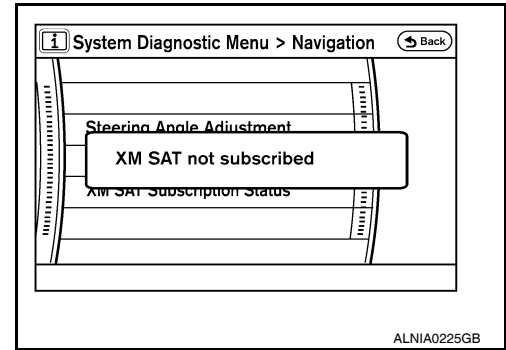 i System Diagnostic Menu > Navigation Back
Steering Angle Adjustment
XM SAT not subscribed
XM SAT Subscription Status
ALNIA0225GB